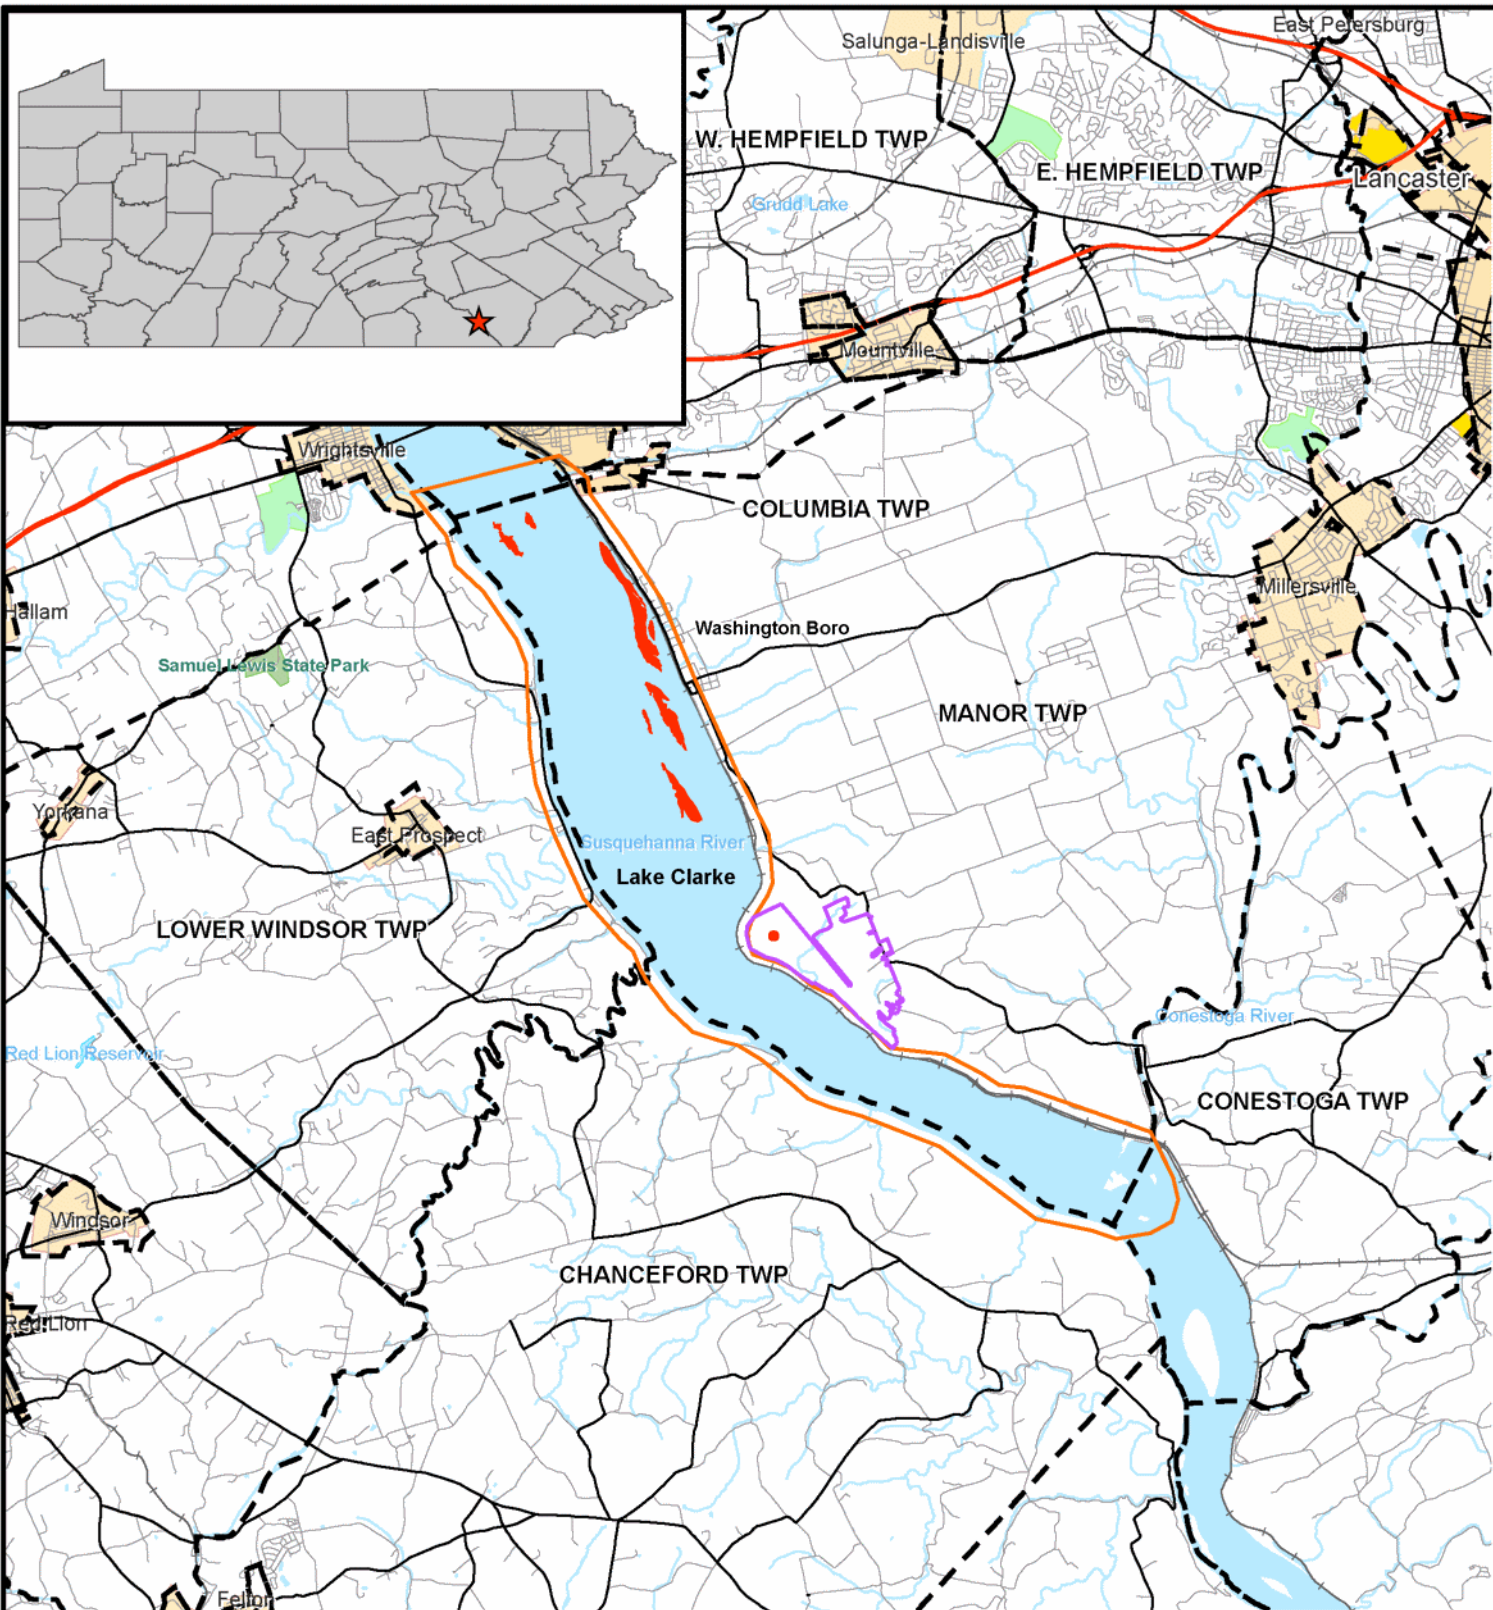 Salunga-Landisville
East Petersburg
W. HEMPFIELD TWP
E. HEMPFIELD TWP
Lancaster
Grudd Lake
Mountville
Wrightsville
COLUMBIA TWP
Millersville
Hallam
Washington Boro
Samuel Lewis State Park
MANOR TWP
Yorkana
East Prospect
Susquehanna River
Lake Clarke
LOWER WINDSOR TWP
Conestoga River
Red Lion Reservoir
CONESTOGA TWP
Windsor
CHANCEFORD TWP
Red Lion
Felton